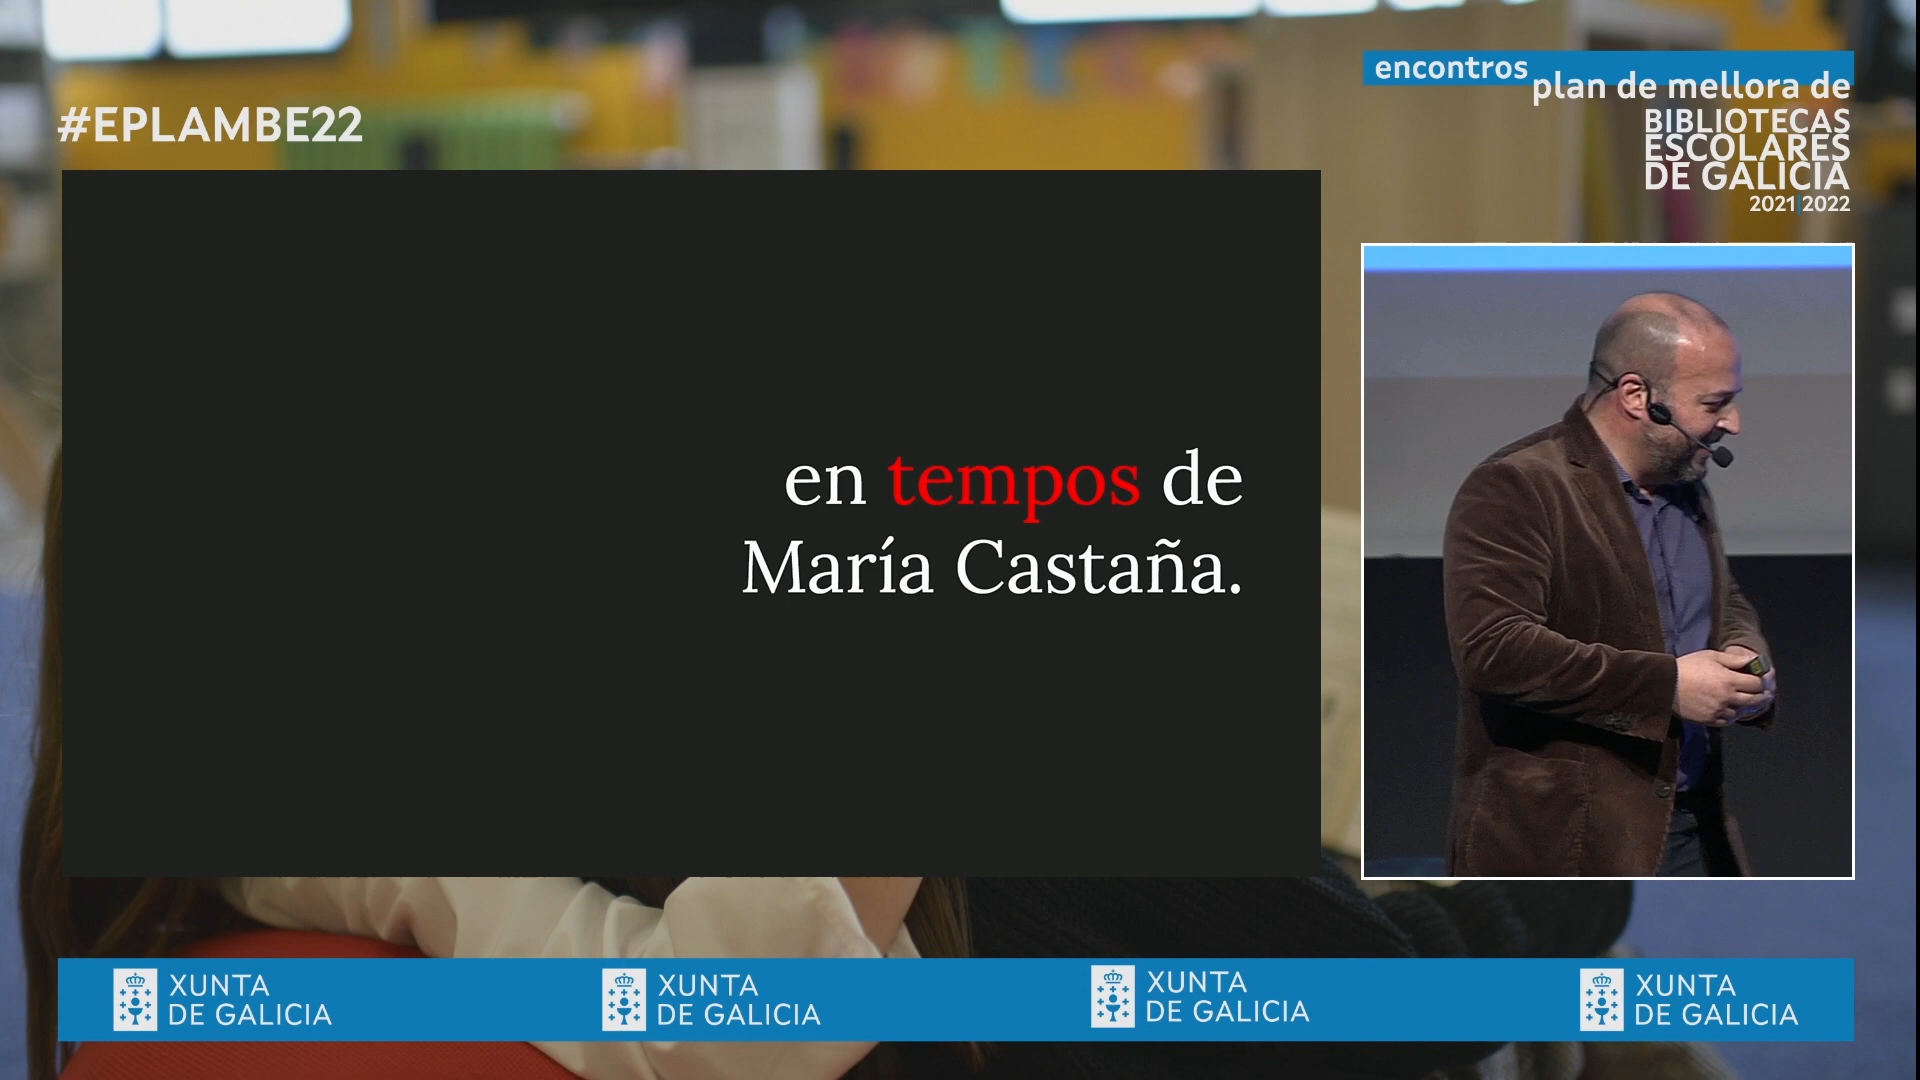 #EPLAMBE22
encontros
plan de mellora de
BIBLIOTECAS
ESCOLARES
DE GALICIA
2021|2022
en tempos de
María Castaña.
XUNTA
DE GALICIA
XUNTA
DE GALICIA
XUNTA
DE GALICIA
XUNTA
DE GALICIA